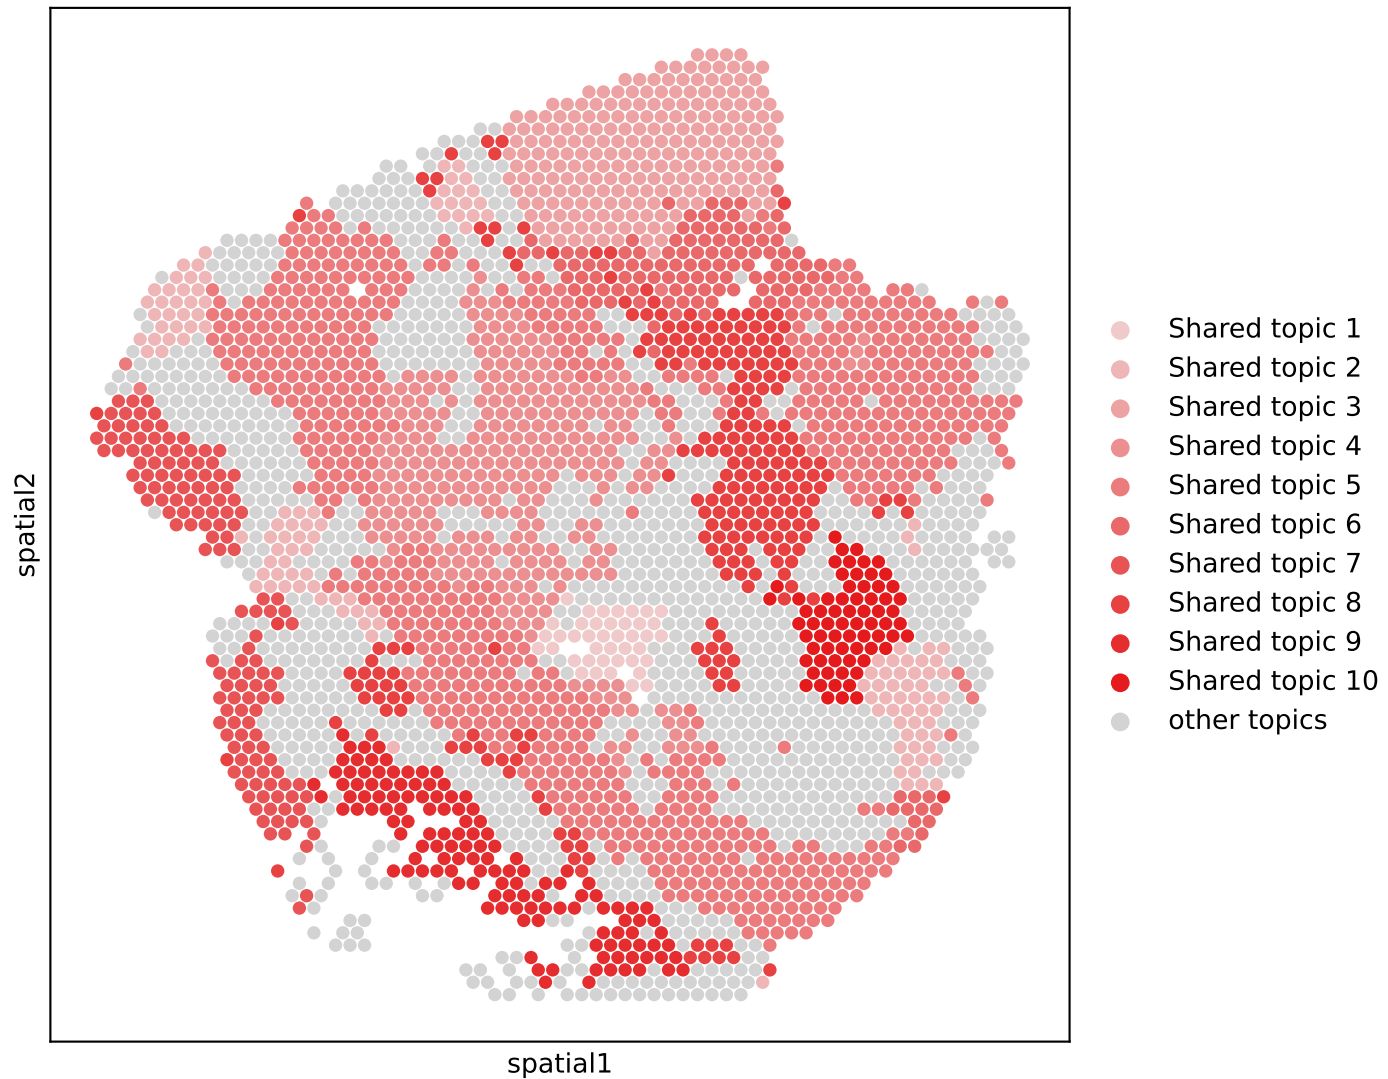 Shared topic 1
Shared topic 2
Shared topic 3
Shared topic 4
Shared topic 5
Shared topic 6
Shared topic 7
Shared topic 8
Shared topic 9
Shared topic 10
other topics
spatial2
spatial1